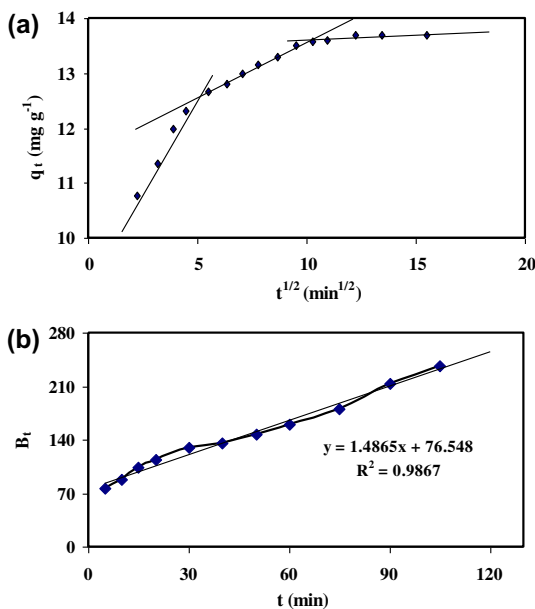 (a)
14
13
12
11
10
q t (mg g-1)
0 5 10 15 20
t1/2 (min1/2)
(b)
280
210
140
70
0
Bt
y = 1.4865x + 76.548
R2 = 0.9867
0 30 60 90 120
t (min)